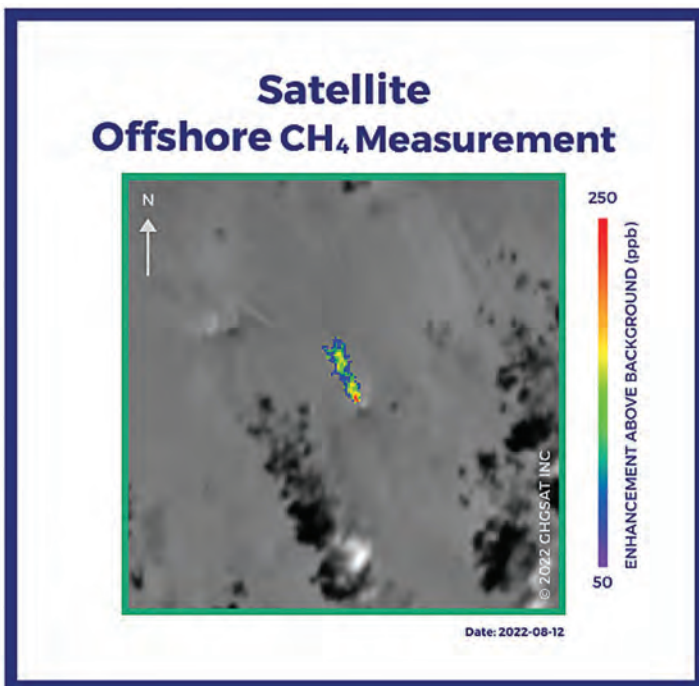 Satellite
Offshore CH₄ Measurement
N
250
ENHANCEMENT ABOVE BACKGROUND (ppb)
50
© 2022 GHGSAT INC
Date: 2022-08-12